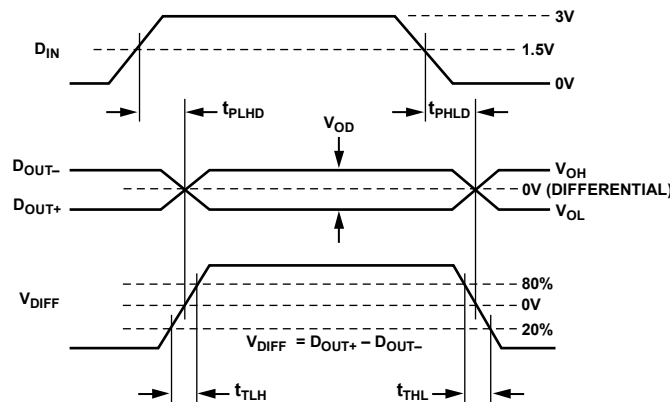 3V
D_IN
1.5V
0V
t_PLHD
t_PHLD
V_OD
D_OUT–
V_OH
0V (DIFFERENTIAL)
D_OUT+
V_OL
80%
V_DIFF
0V
20%
V_DIFF = D_OUT+ – D_OUT–
t_TLH
t_THL